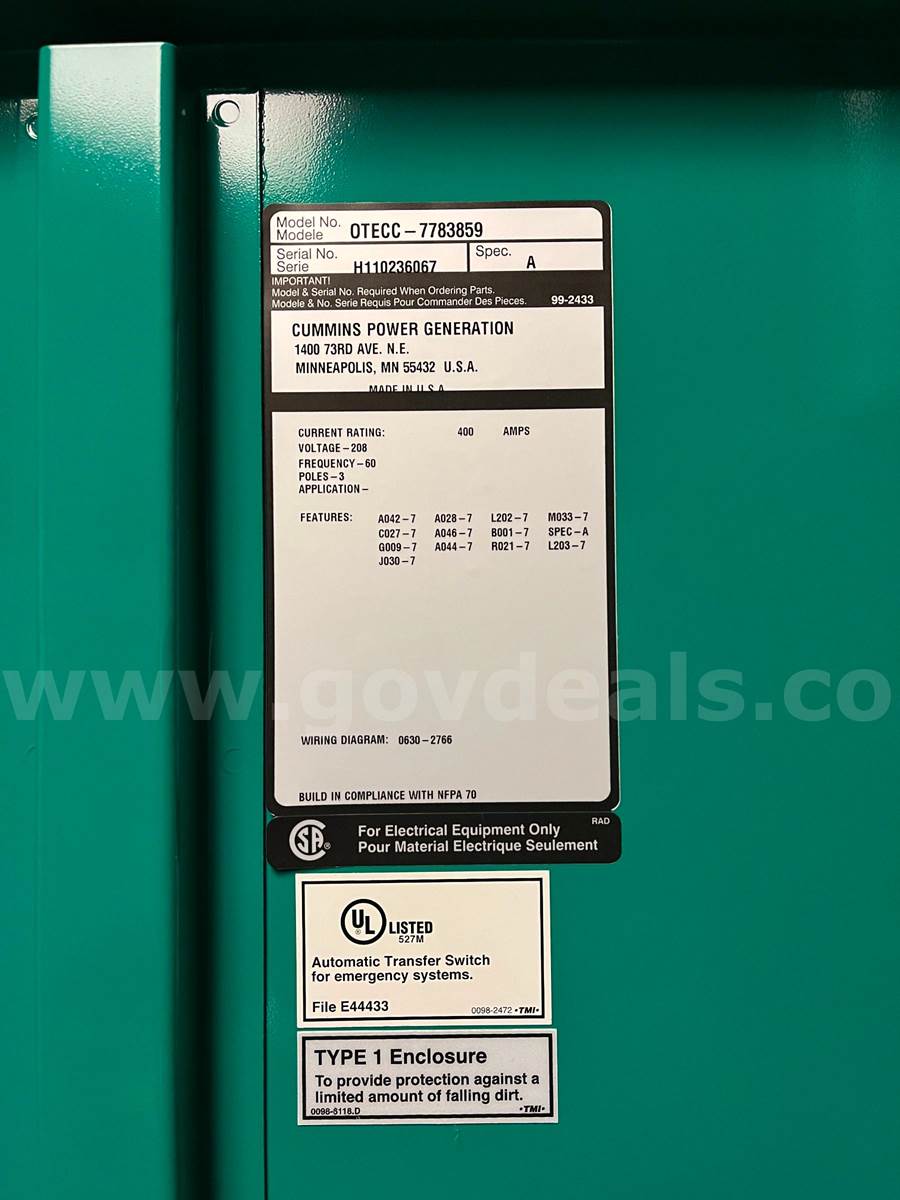 Model No.
Modele OTECC-7783859
Serial No.
Serie H110236067
Spec. A
IMPORTANT!
Model & Serial No. Required When Ordering Parts.
Modele & No. Serie Requis Pour Commander Des Pieces. 99-2433
CUMMINS POWER GENERATION
1400 73RD AVE. N.E.
MINNEAPOLIS, MN 55432 U.S.A.
MADE IN U.S.A.
CURRENT RATING: 400 AMPS
VOLTAGE-208
FREQUENCY-60
POLES-3
APPLICATION-
FEATURES: A042-7 A028-7 L202-7 M033-7
C027-7 A046-7 B001-7 SPEC-A
G009-7 A044-7 R021-7 L203-7
J030-7
www.govdeals.co
WIRING DIAGRAM: 0630-2766
BUILD IN COMPLIANCE WITH NFPA 70
RAD
SA® For Electrical Equipment Only
Pour Material Electrique Seulement
UL® LISTED
527M
Automatic Transfer Switch
for emergency systems.
File E44433 0098-2472 •TMI•
TYPE 1 Enclosure
To provide protection against a
limited amount of falling dirt.
0098-6118.D •TMI•